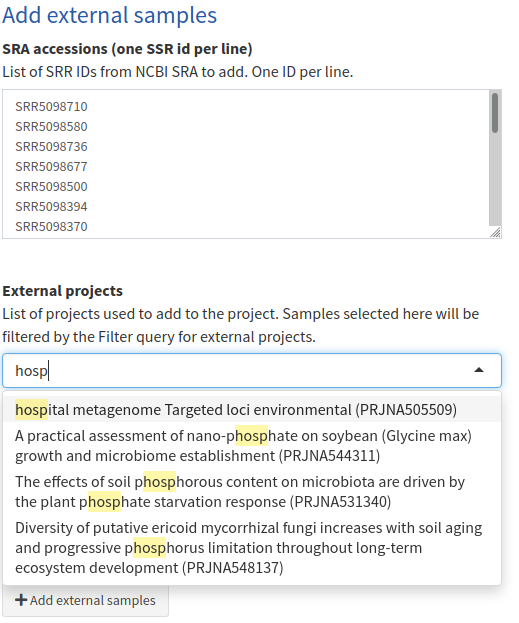 Add external samples
SRA accessions (one SSR id per line)
List of SRR IDs from NCBI SRA to add. One ID per line.
SRR5098710
SRR5098580
SRR5098736
SRR5098677
SRR5098500
SRR5098394
SRR5098370
External projects
List of projects used to add to the project. Samples selected here will be
filtered by the Filter query for external projects.
hosp
hospital metagenome Targeted loci environmental (PRJNA505509)
A practical assessment of nano-phosphate on soybean (Glycine max)
growth and microbiome establishment (PRJNA544311)
The effects of soil phosphorous content on microbiota are driven by
the plant phosphate starvation response (PRJNA531340)
Diversity of putative ericoid mycorrhizal fungi increases with soil aging
and progressive phosphorus limitation throughout long-term
ecosystem development (PRJNA548137)
+ Add external samples